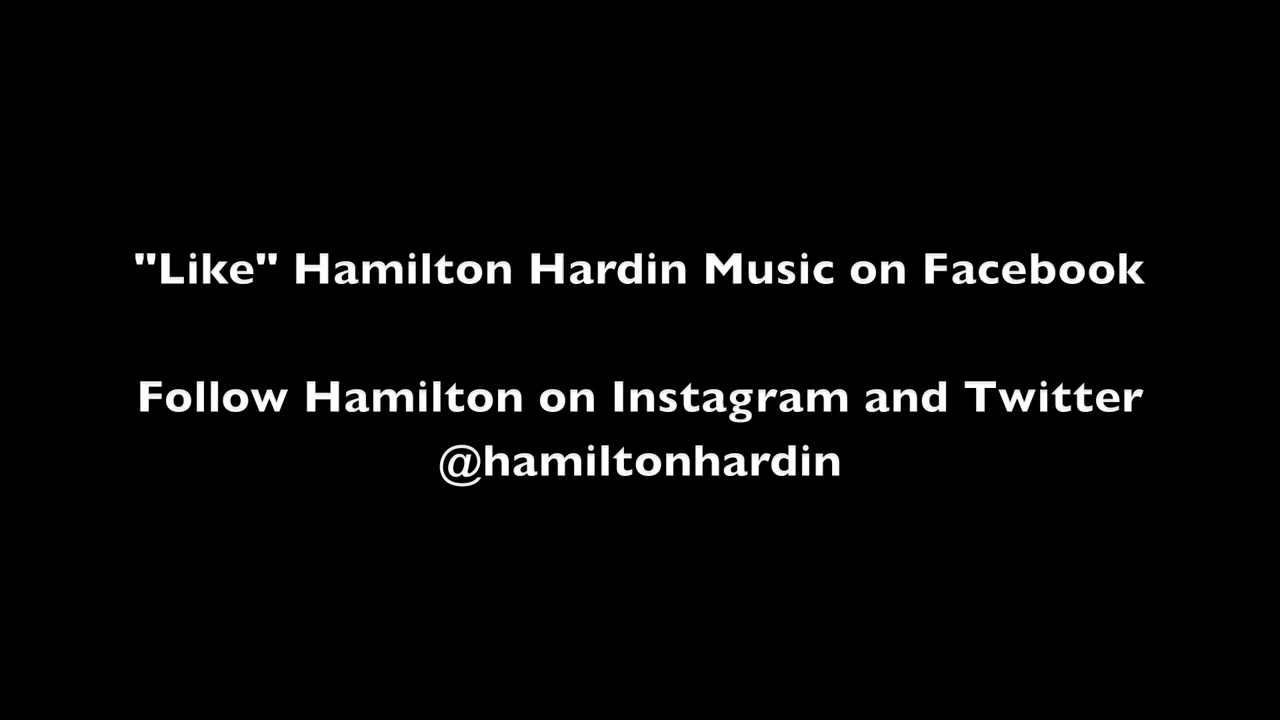 "Like" Hamilton Hardin Music on Facebook
Follow Hamilton on Instagram and Twitter
@hamiltonhardin